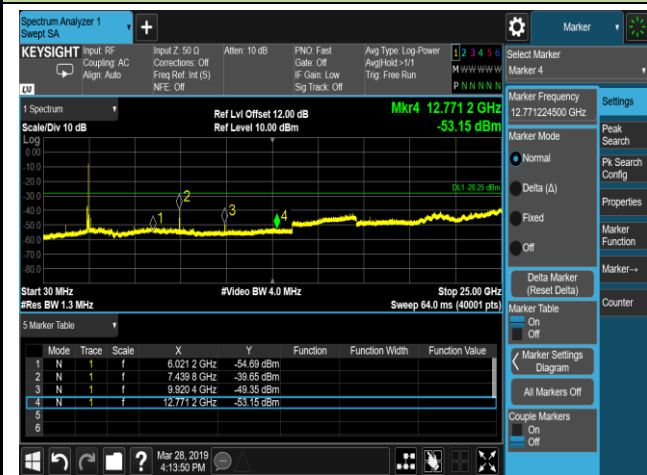 Spectrum Analyzer 1
Swept SA
Marker
KEYSIGHT Input: RF Input Z: 50 Ω Atten: 10 dB PNO: Fast Avg Type: Log-Power 1 2 3 4 5 6
Coupling: AC Corrections: Off Gate: Off Avg|Hold:>1/1 M W W W W W
Align: Auto Freq Ref: Int (S) IF Gain: Low Trig: Free Run
NFE: Off Sig Track: Off P N N N N N
LXI
Select Marker
Marker 4
1 Spectrum
Ref Lvl Offset 12.00 dB
Mkr4 12.771 2 GHz
Scale/Div 10 dB
Ref Level 10.00 dBm
-53.15 dBm
Log
0.00
-10.0
-20.0
-30.0
-40.0
-50.0
-60.0
-70.0
-80.0
DL1 -28.25 dBm
1
2
3
4
Start 30 MHz #Video BW 4.0 MHz Stop 25.00 GHz
#Res BW 1.3 MHz Sweep 64.0 ms (40001 pts)
5 Marker Table
Mode Trace Scale X Y Function Function Width Function Value
1 N 1 f 6.021 2 GHz -54.69 dBm
2 N 1 f 7.439 8 GHz -39.65 dBm
3 N 1 f 9.920 4 GHz -49.35 dBm
4 N 1 f 12.771 2 GHz -53.15 dBm
5
6
Marker Frequency
12.771224500 GHz
Marker Mode
Normal
Delta (Δ)
Fixed
Off
Delta Marker
(Reset Delta)
Marker Table
On
Off
Marker Settings
Diagram
All Markers Off
Couple Markers
On
Off
Settings
Peak
Search
Pk Search
Config
Properties
Marker
Function
Marker→
Counter
Mar 28, 2019
4:13:50 PM